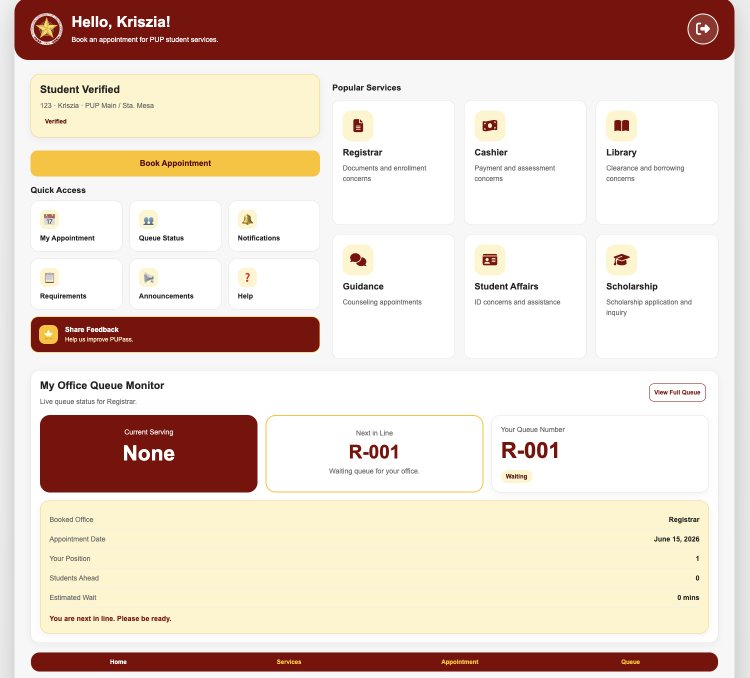 Hello, Kriszia!
Book an appointment for PUP student services.
Student Verified
123 · Kriszia · PUP Main / Sta. Mesa
Verified
Book Appointment
Quick Access
My Appointment
Queue Status
Notifications
Requirements
Announcements
Help
Share Feedback
Help us improve PUPass.
Popular Services
Registrar
Documents and enrollment
concerns
Cashier
Payment and assessment
concerns
Library
Clearance and borrowing
concerns
Guidance
Counseling appointments
Student Affairs
ID concerns and assistance
Scholarship
Scholarship application and
inquiry
My Office Queue Monitor
Live queue status for Registrar.
View Full Queue
Current Serving
None
Next in Line
R-001
Waiting queue for your office.
Your Queue Number
R-001
Waiting
Booked Office Registrar
Appointment Date June 15, 2026
Your Position 1
Students Ahead 0
Estimated Wait 0 mins
You are next in line. Please be ready.
Home Services Appointment Queue